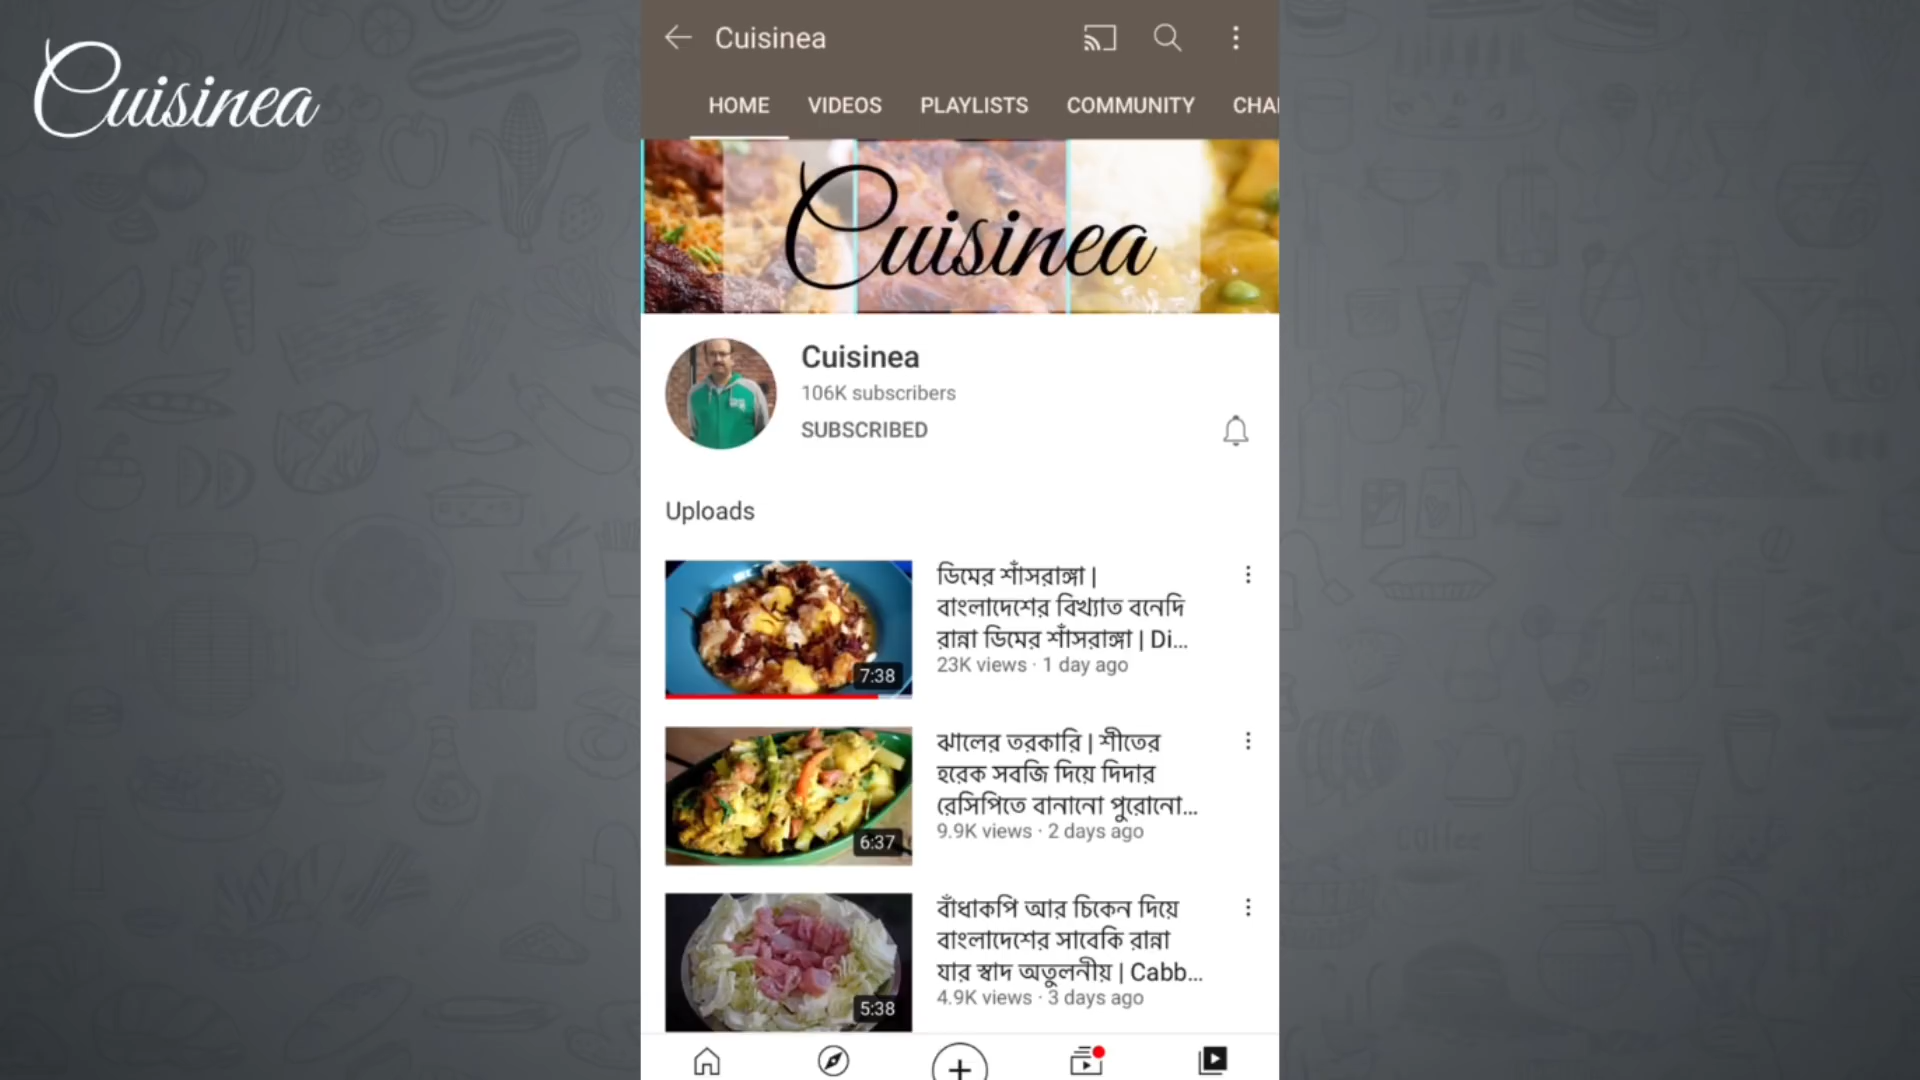 Cuisinea
Cuisinea
HOME VIDEOS PLAYLISTS COMMUNITY CHA
Cuisinea
Cuisinea
106K subscribers
SUBSCRIBED
Uploads
ডিমের শাঁসরাঙ্গা |
বাংলাদেশের বিখ্যাত বনেদি
রান্না ডিমের শাঁসরাঙ্গা | Di...
23K views · 1 day ago
7:38
ঝালের তরকারি | শীতের
হরেক সবজি দিয়ে দিদার
রেসিপিতে বানানো পুরোনো...
9.9K views · 2 days ago
6:37
বাঁধাকপি আর চিকেন দিয়ে
বাংলাদেশের সাবেকি রান্না
যার স্বাদ অতুলনীয় | Cabb...
4.9K views · 3 days ago
5:38
coffee